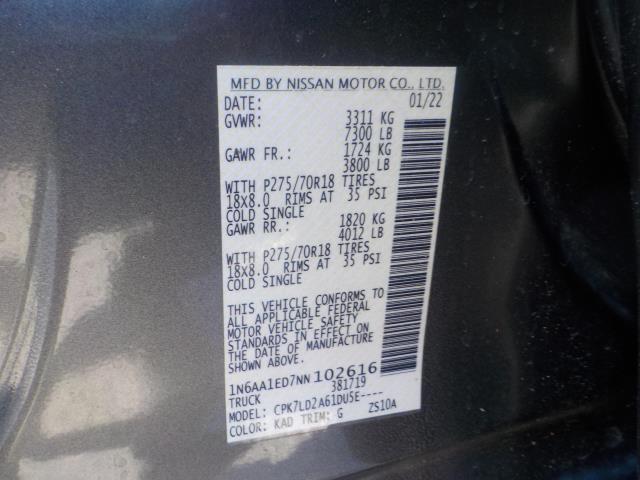 MFD BY NISSAN MOTOR CO., LTD.
DATE: 01/22
GVWR: 3311 KG
7300 LB
GAWR FR.: 1724 KG
3800 LB
WITH P275/70R18 TIRES
18X8.0 RIMS AT 35 PSI
COLD SINGLE
GAWR RR.: 1820 KG
4012 LB
WITH P275/70R18 TIRES
18X8.0 RIMS AT 35 PSI
COLD SINGLE
THIS VEHICLE CONFORMS TO
ALL APPLICABLE FEDERAL
MOTOR VEHICLE SAFETY
STANDARDS IN EFFECT ON
THE DATE OF MANUFACTURE
SHOWN ABOVE.
1N6AA1ED7NN102616
TRUCK 381719
MODEL: CPK7LD2A61DU5E----
COLOR: KAD TRIM: G ZS10A